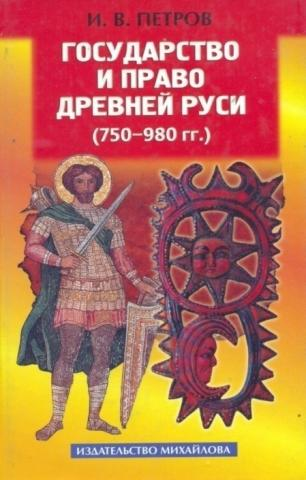 И. В. ПЕТРОВ
ГОСУДАРСТВО
И ПРАВО
ДРЕВНЕЙ РУСИ
(750–980 гг.)
ИЗДАТЕЛЬСТВО МИХАЙЛОВА